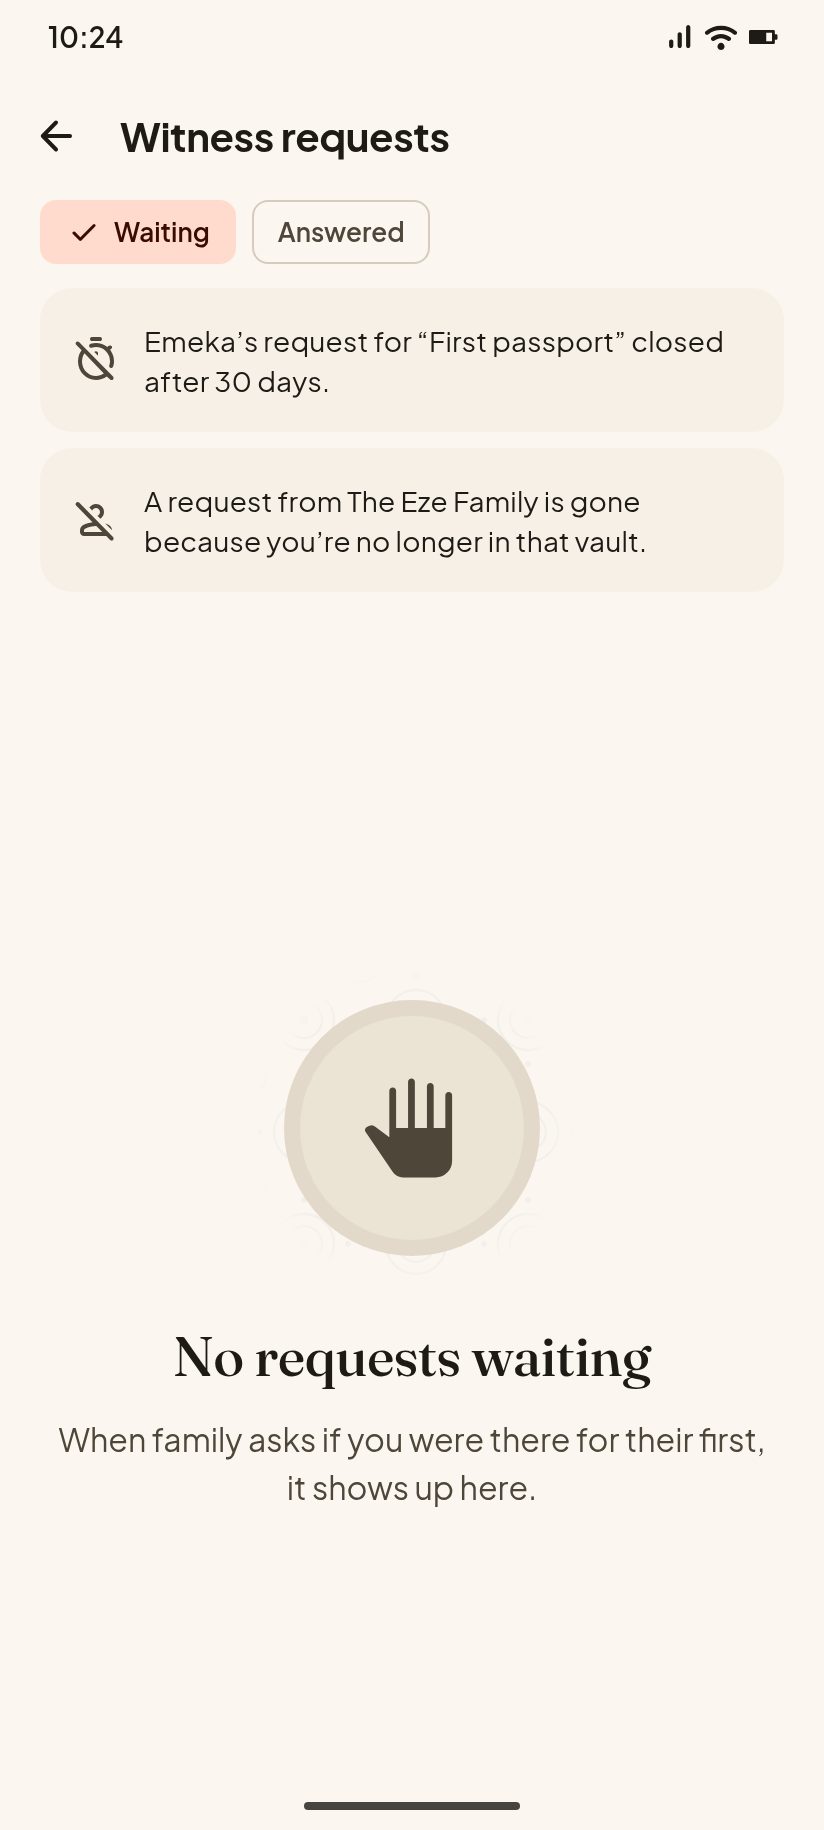 10:24
Witness requests
Waiting
Answered
Emeka’s request for “First passport” closed
after 30 days.
A request from The Eze Family is gone
because you’re no longer in that vault.
No requests waiting
When family asks if you were there for their first,
it shows up here.